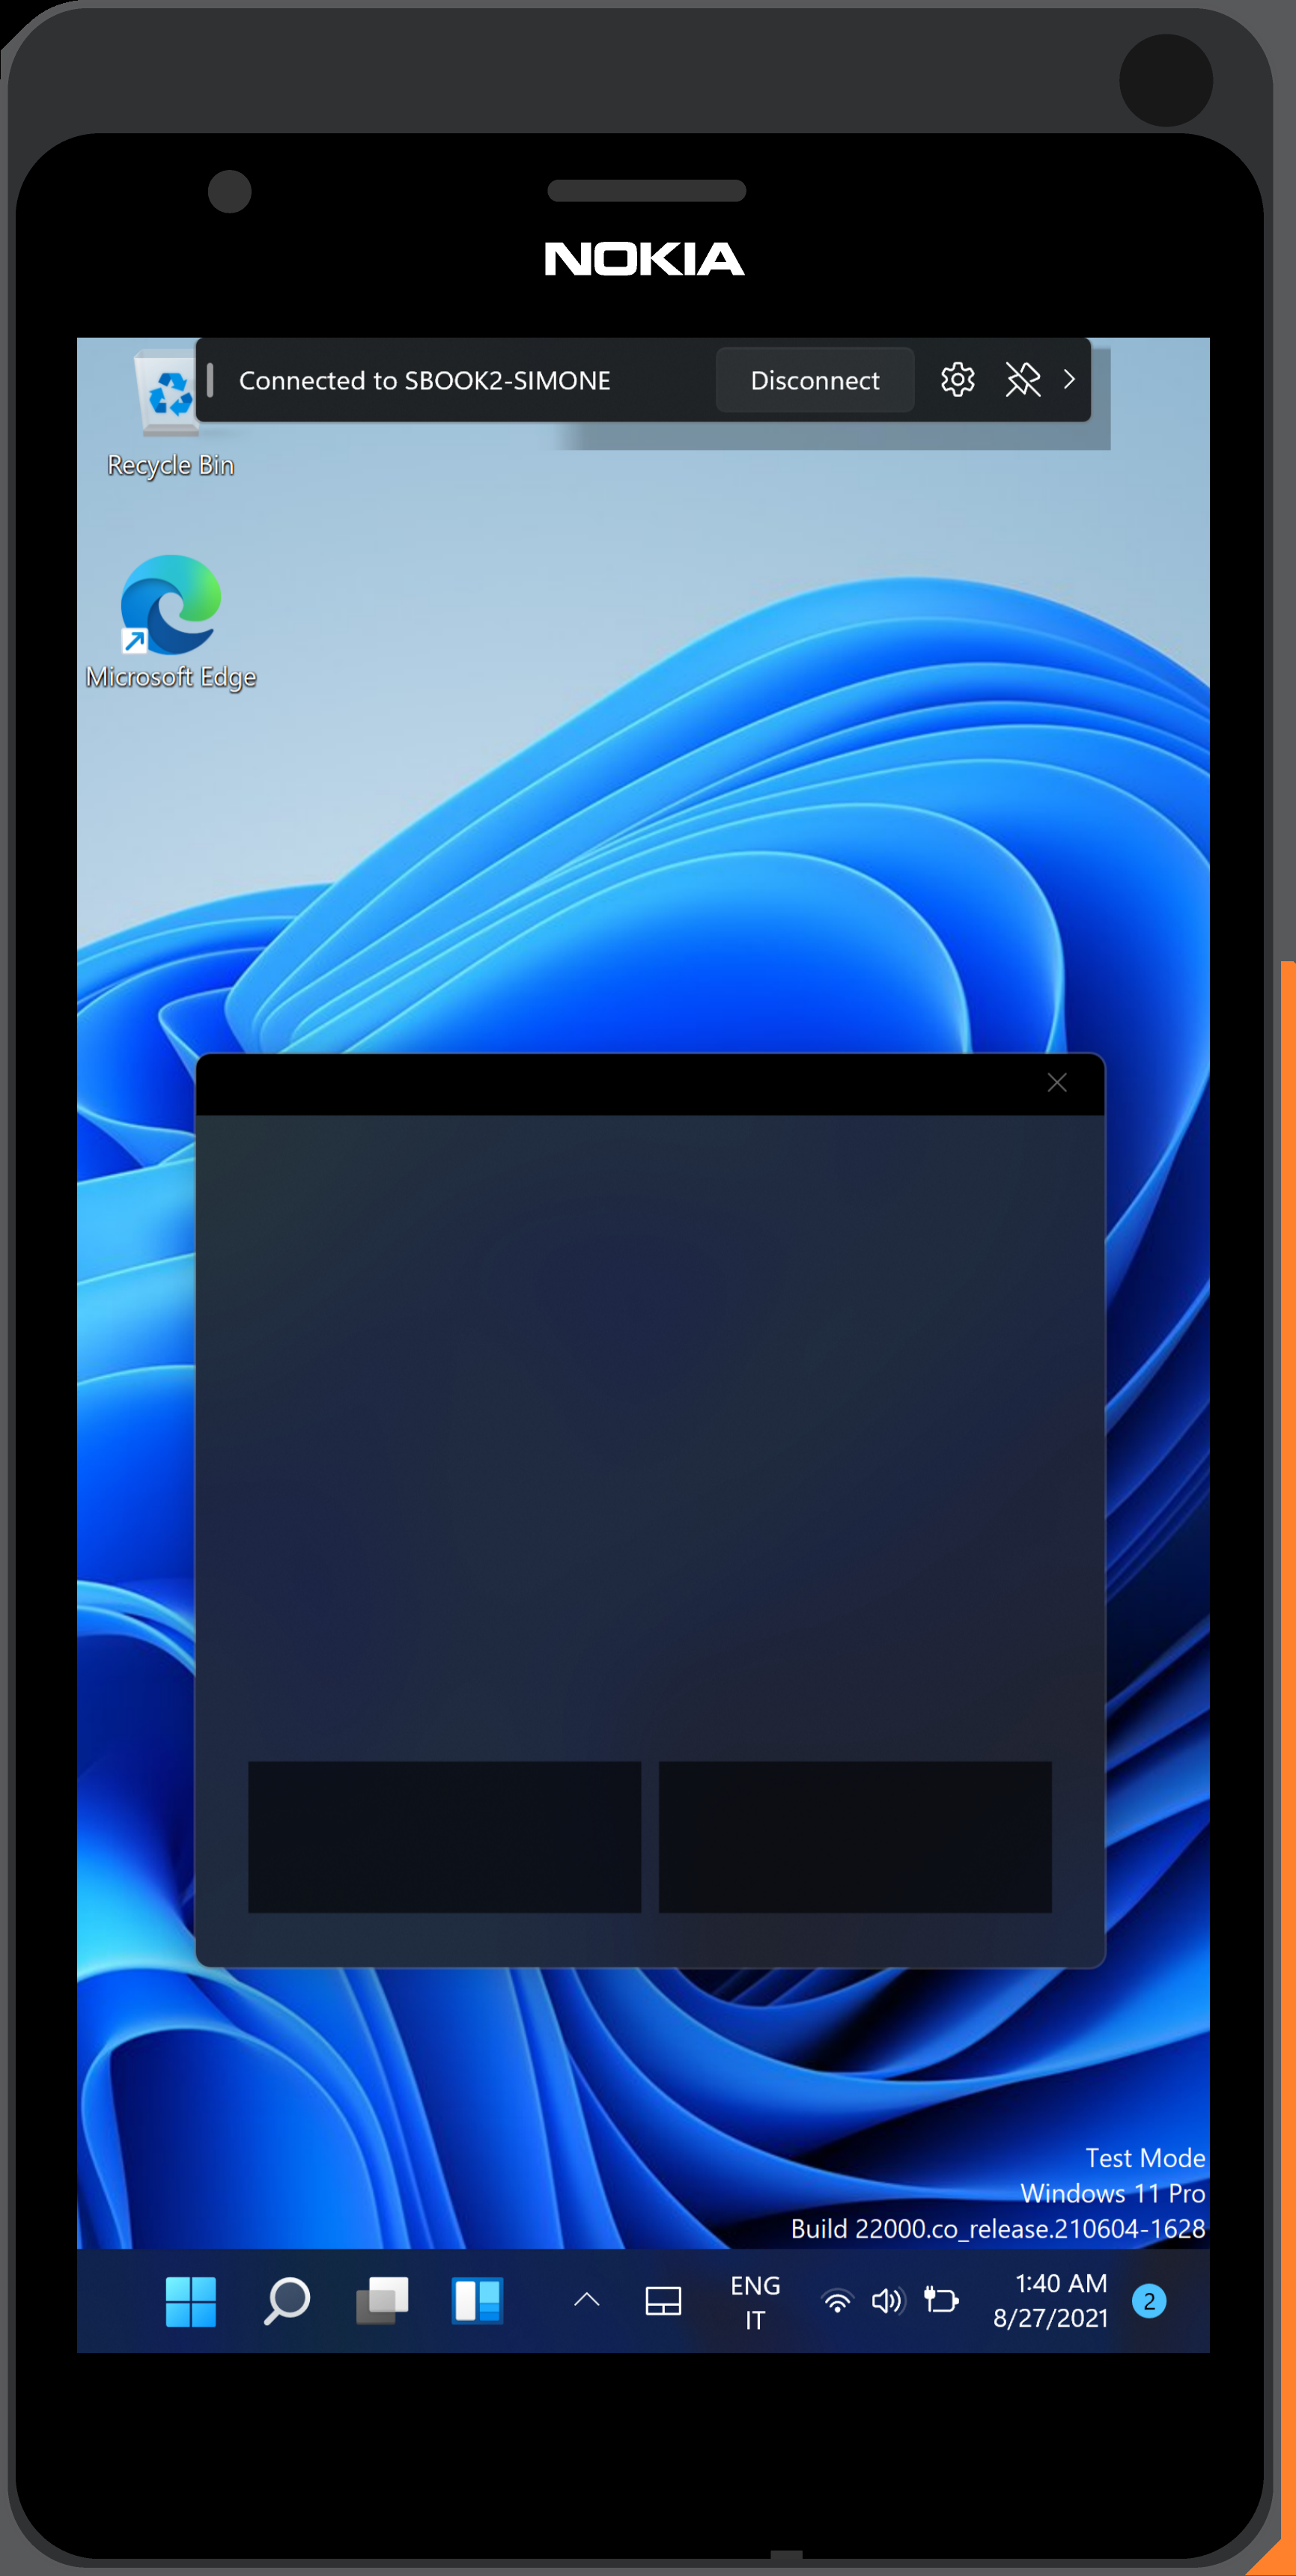 NOKIA
Connected to SBOOK2-SIMONE
Disconnect
Recycle Bin
Microsoft Edge
Test Mode
Windows 11 Pro
Build 22000.co_release.210604-1628
ENG
IT
1:40 AM
8/27/2021
2